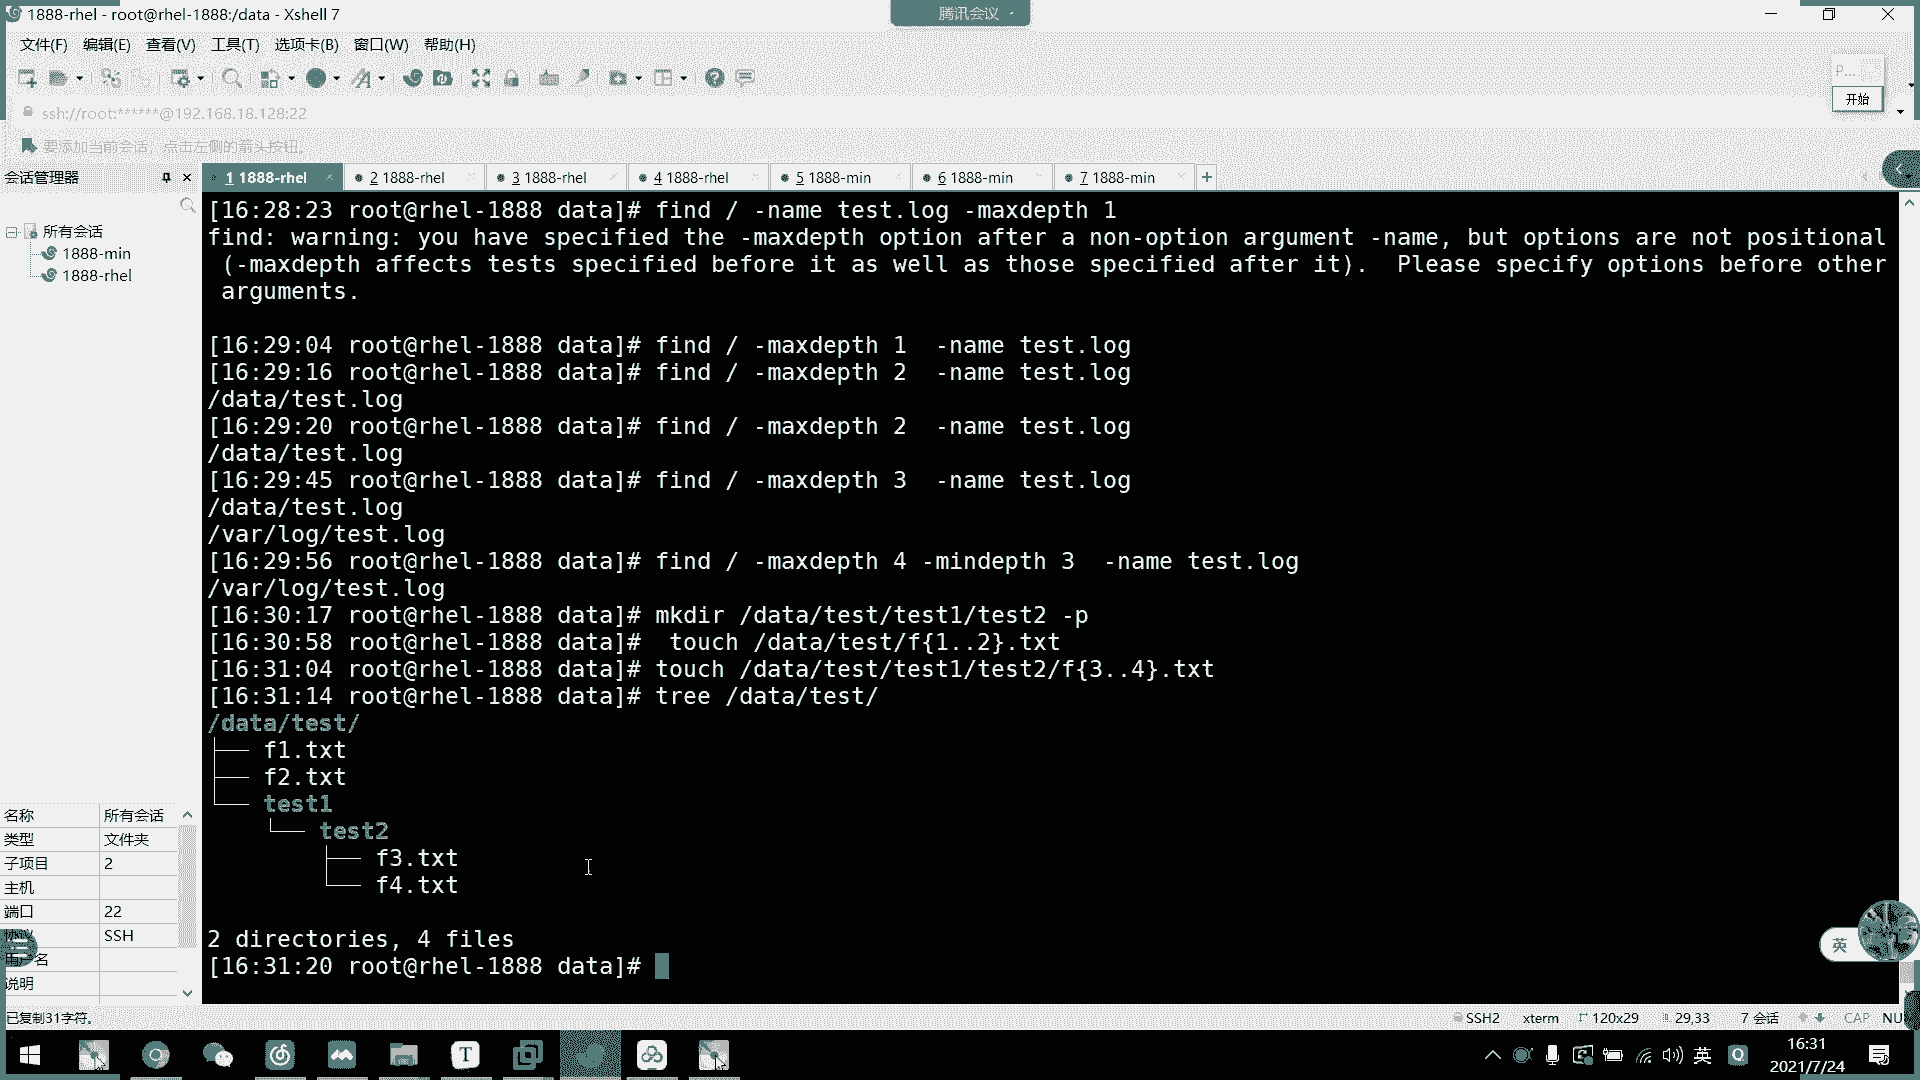 1888-rhel - root@rhel-1888:/data - Xshell 7
腾讯会议
文件(F) 编辑(E) 查看(V) 工具(T) 选项卡(B) 窗口(W) 帮助(H)
P...
开始
ssh://root:******@192.168.18.128:22
要添加当前会话，点击左侧的箭头按钮。
会话管理器
1 1888-rhel 2 1888-rhel 3 1888-rhel 4 1888-rhel 5 1888-min 6 1888-min 7 1888-min
所有会话
1888-min
1888-rhel
[16:28:23 root@rhel-1888 data]# find / -name test.log -maxdepth 1
find: warning: you have specified the -maxdepth option after a non-option argument -name, but options are not positional
(-maxdepth affects tests specified before it as well as those specified after it).  Please specify options before other
arguments.
[16:29:04 root@rhel-1888 data]# find / -maxdepth 1  -name test.log
[16:29:16 root@rhel-1888 data]# find / -maxdepth 2  -name test.log
/data/test.log
[16:29:20 root@rhel-1888 data]# find / -maxdepth 2  -name test.log
/data/test.log
[16:29:45 root@rhel-1888 data]# find / -maxdepth 3  -name test.log
/data/test.log
/var/log/test.log
[16:29:56 root@rhel-1888 data]# find / -maxdepth 4 -mindepth 3  -name test.log
/var/log/test.log
[16:30:17 root@rhel-1888 data]# mkdir /data/test/test1/test2 -p
[16:30:58 root@rhel-1888 data]#  touch /data/test/f{1..2}.txt
[16:31:04 root@rhel-1888 data]# touch /data/test/test1/test2/f{3..4}.txt
[16:31:14 root@rhel-1888 data]# tree /data/test/
/data/test/
├── f1.txt
├── f2.txt
└── test1
    └── test2
        ├── f3.txt
        └── f4.txt
2 directories, 4 files
[16:31:20 root@rhel-1888 data]#
名称 所有会话
类型 文件夹
子项目 2
主机
端口 22
协议 SSH
用户名
说明
英
已复制31字符。
SSH2 xterm 120x29 29,33 7 会话 CAP NU
英
16:31
2021/7/24